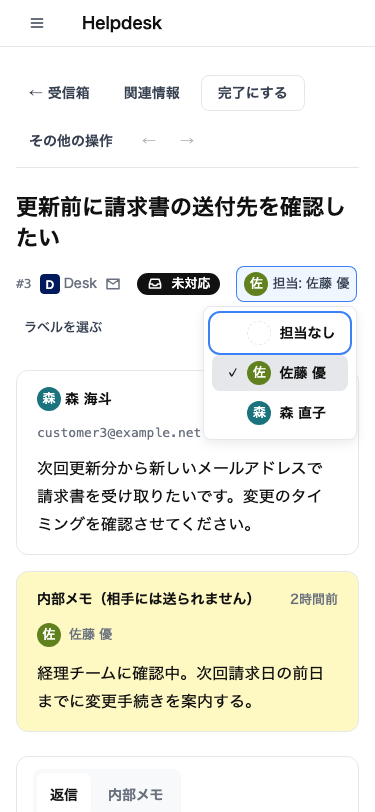 Helpdesk
← 受信箱
関連情報
完了にする
その他の操作
←
→
更新前に請求書の送付先を確認し
たい
#3
D
Desk
未対応
佐
担当: 佐藤 優
ラベルを選ぶ
担当なし
✓
佐
佐藤 優
森
森 直子
森
森 海斗
customer3@example.net
次回更新分から新しいメールアドレスで
請求書を受け取りたいです。変更のタイ
ミングを確認させてください。
内部メモ（相手には送られません）
2時間前
佐
佐藤 優
経理チームに確認中。次回請求日の前日
までに変更手続きを案内する。
返信
内部メモ